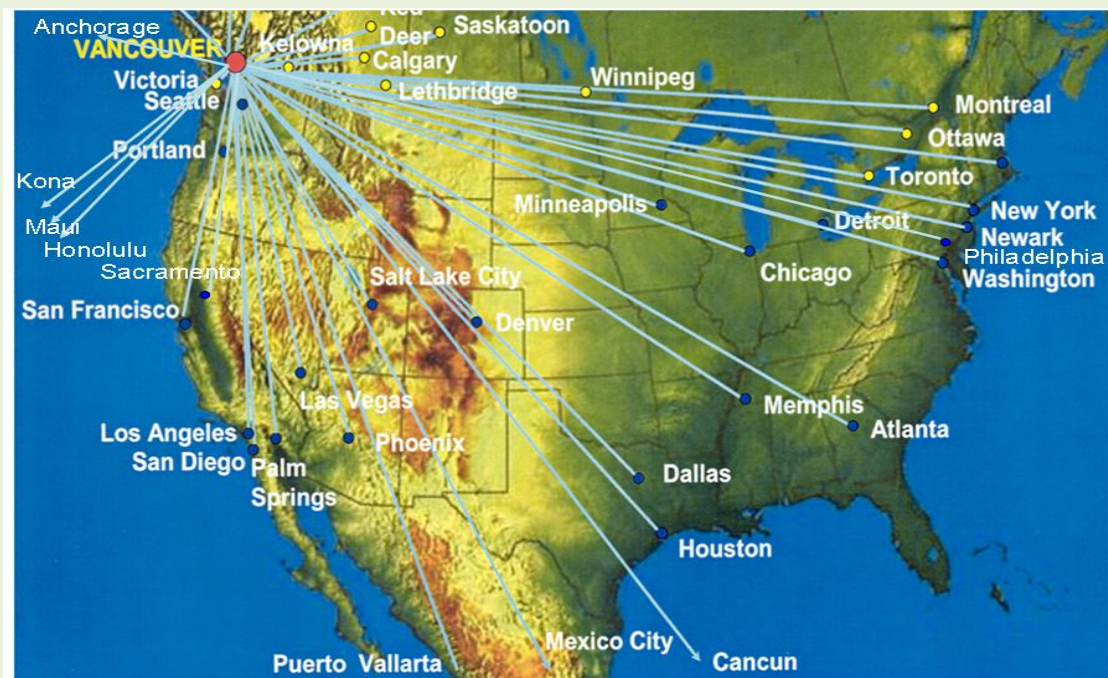 Red
Deer
Saskatoon
Anchorage
VANCOUVER
Kelowna
Calgary
Victoria
Lethbridge
Winnipeg
Seattle
Montreal
Ottawa
Portland
Toronto
Kona
Minneapolis
Detroit
New York
Maui
Newark
Honolulu
Philadelphia
Sacramento
Salt Lake City
Chicago
Washington
San Francisco
Denver
Las Vegas
Memphis
Los Angeles
Phoenix
Atlanta
San Diego
Palm
Springs
Dallas
Houston
Mexico City
Puerto Vallarta
Cancun